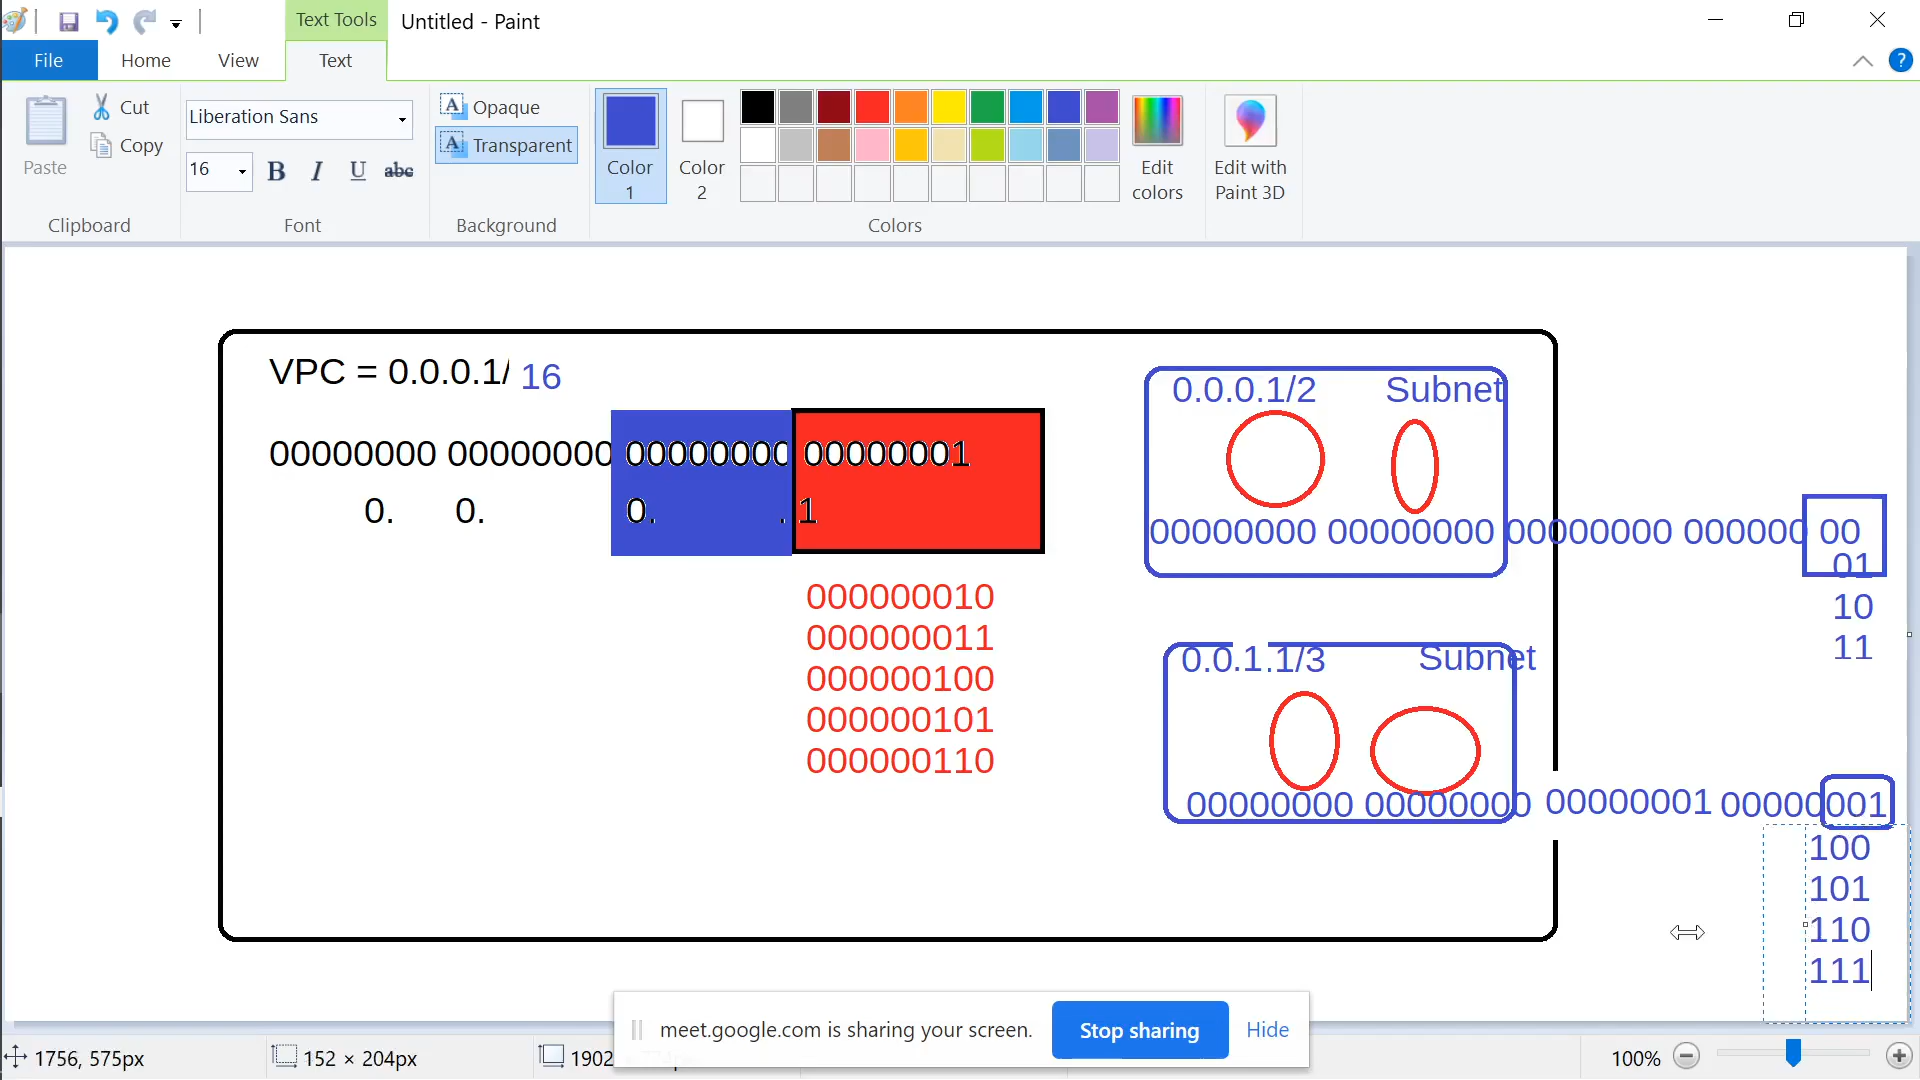 Text Tools
Untitled - Paint
File
Home
View
Text
Paste
Cut
Copy
Clipboard
Liberation Sans
16
B I U abc
Font
A Opaque
A Transparent
Background
Color 1
Color 2
Edit colors
Colors
Edit with Paint 3D
VPC = 0.0.0.1/ 16
00000000 00000000 00000000 00000001
0. 0. 0. . 1
000000010
000000011
000000100
000000101
000000110
0.0.0.1/2 Subnet
00000000 00000000 00000000 000000 00
01
10
11
0.0.1.1/3 Subnet
00000000 00000000 00000001 00000001
100
101
110
111
meet.google.com is sharing your screen.
Stop sharing
Hide
1756, 575px
152 × 204px
1902
100%